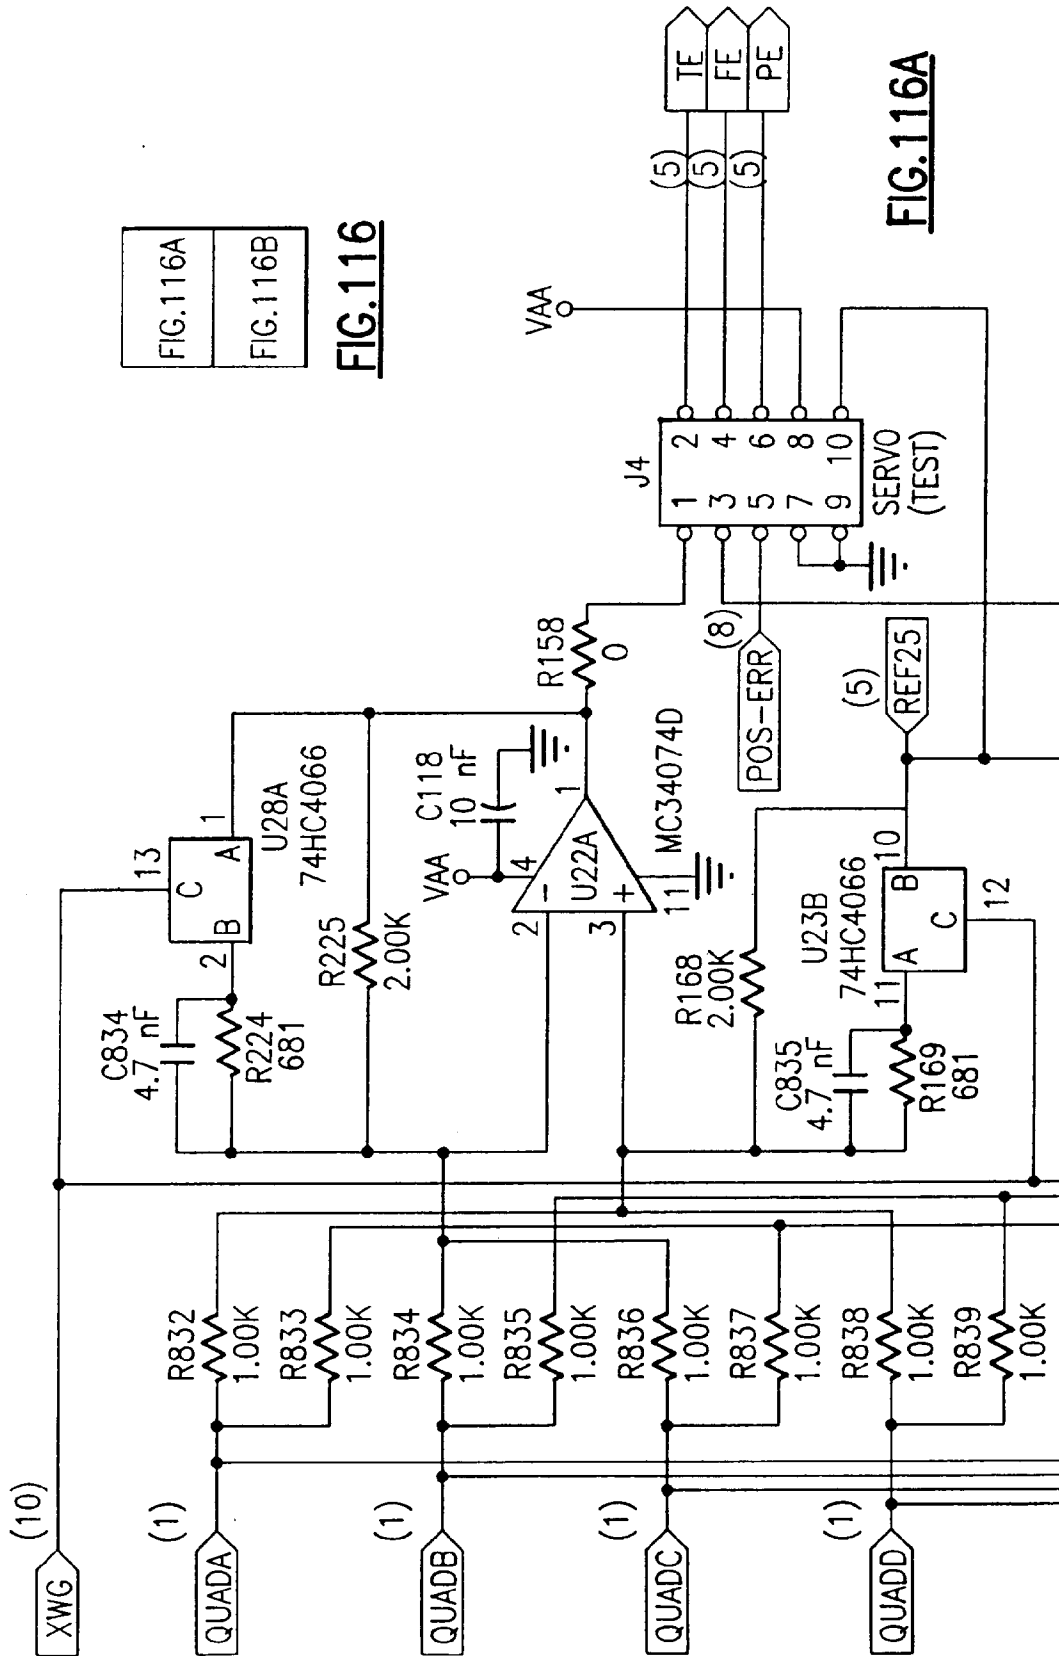 XWG
(10)
QUADA
(1)
QUADB
(1)
QUADC
(1)
QUADD
(1)
R832
1.00K
R833
1.00K
R834
1.00K
R835
1.00K
R836
1.00K
R837
1.00K
R838
1.00K
R839
1.00K
C834
4.7 nF
R224
681
2
B
C
A
13
1
U28A
74HC4066
R225
2.00K
VAA
C118
10 nF
2
3
4
-
+
U22A
1
11
MC34074D
R158
0
R168
2.00K
C835
4.7 nF
R169
681
11
A
B
C
10
12
U23B
74HC4066
(5)
REF25
(8)
POS-ERR
J4
1
2
3
4
5
6
7
8
9
10
SERVO
(TEST)
VAA
(5)
TE
(5)
FE
(5)
PE
FIG.116A
FIG.116B
FIG.116
FIG.116A